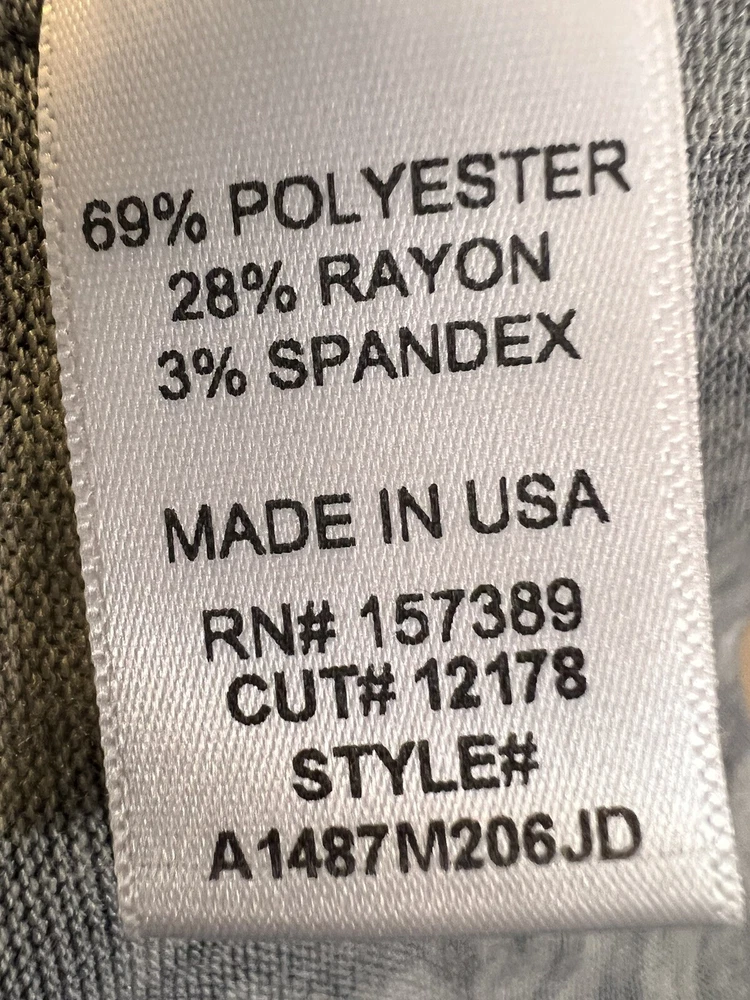 69% POLYESTER
28% RAYON
3% SPANDEX
MADE IN USA
RN# 157389
CUT# 12178
STYLE#
A1487M206JD